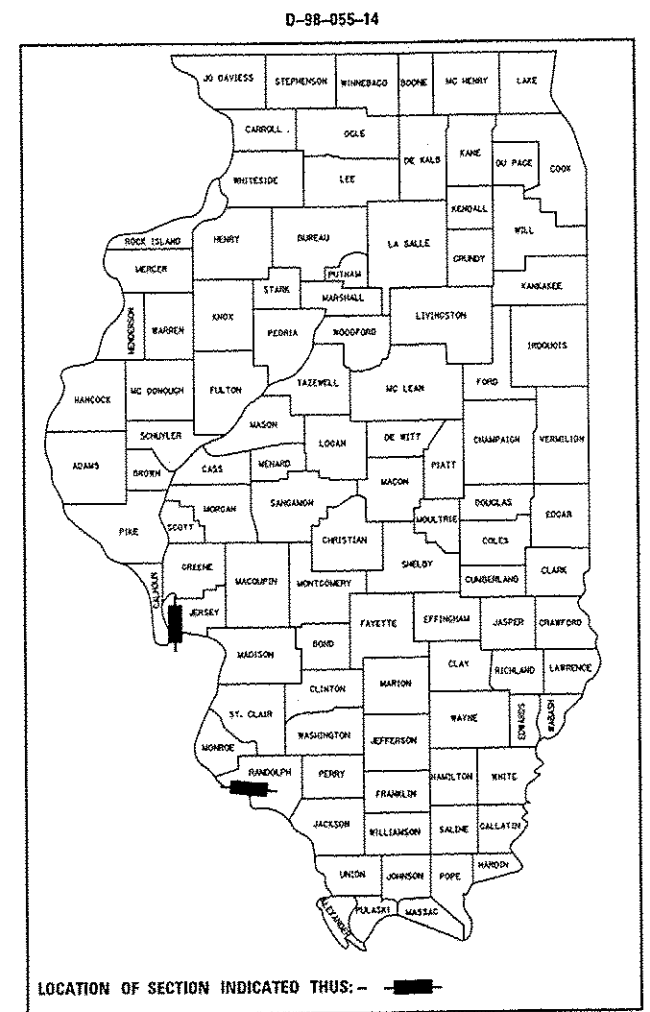 D-98-055-14
JO DAVIESS STEPHENSON WINNEBAGO BOONE MC HENRY LAKE
CARROLL OGLE DE KALB KANE DU PAGE COOK
WHITESIDE LEE
KENDALL
ROCK ISLAND HENRY BUREAU LA SALLE WILL
MERCER PUTNAM GRUNDY
STARK MARSHALL KANKAKEE
HENDERSON WARREN KNOX PEORIA WOODFORD LIVINGSTON
IROQUOIS
HANCOCK MC DONOUGH FULTON TAZEWELL MC LEAN FORD
SCHUYLER MASON LOGAN DE WITT CHAMPAIGN VERMILION
ADAMS BROWN CASS MENARD PIATT
MACON
PIKE SCOTT MORGAN SANGAMON MOULTRIE DOUGLAS EDGAR
CHRISTIAN COLES
CALHOUN GREENE SHELBY
MACOUPIN MONTGOMERY CUMBERLAND CLARK
JERSEY FAYETTE EFFINGHAM JASPER CRAWFORD
MADISON BOND
CLAY RICHLAND LAWRENCE
CLINTON MARION
ST. CLAIR WAYNE EDWARDS WABASH
MONROE WASHINGTON JEFFERSON
RANDOLPH PERRY HAMILTON WHITE
FRANKLIN
JACKSON WILLIAMSON SALINE GALLATIN
UNION JOHNSON POPE HARDIN
ALEXANDER PULASKI MASSAC
LOCATION OF SECTION INDICATED THUS: -